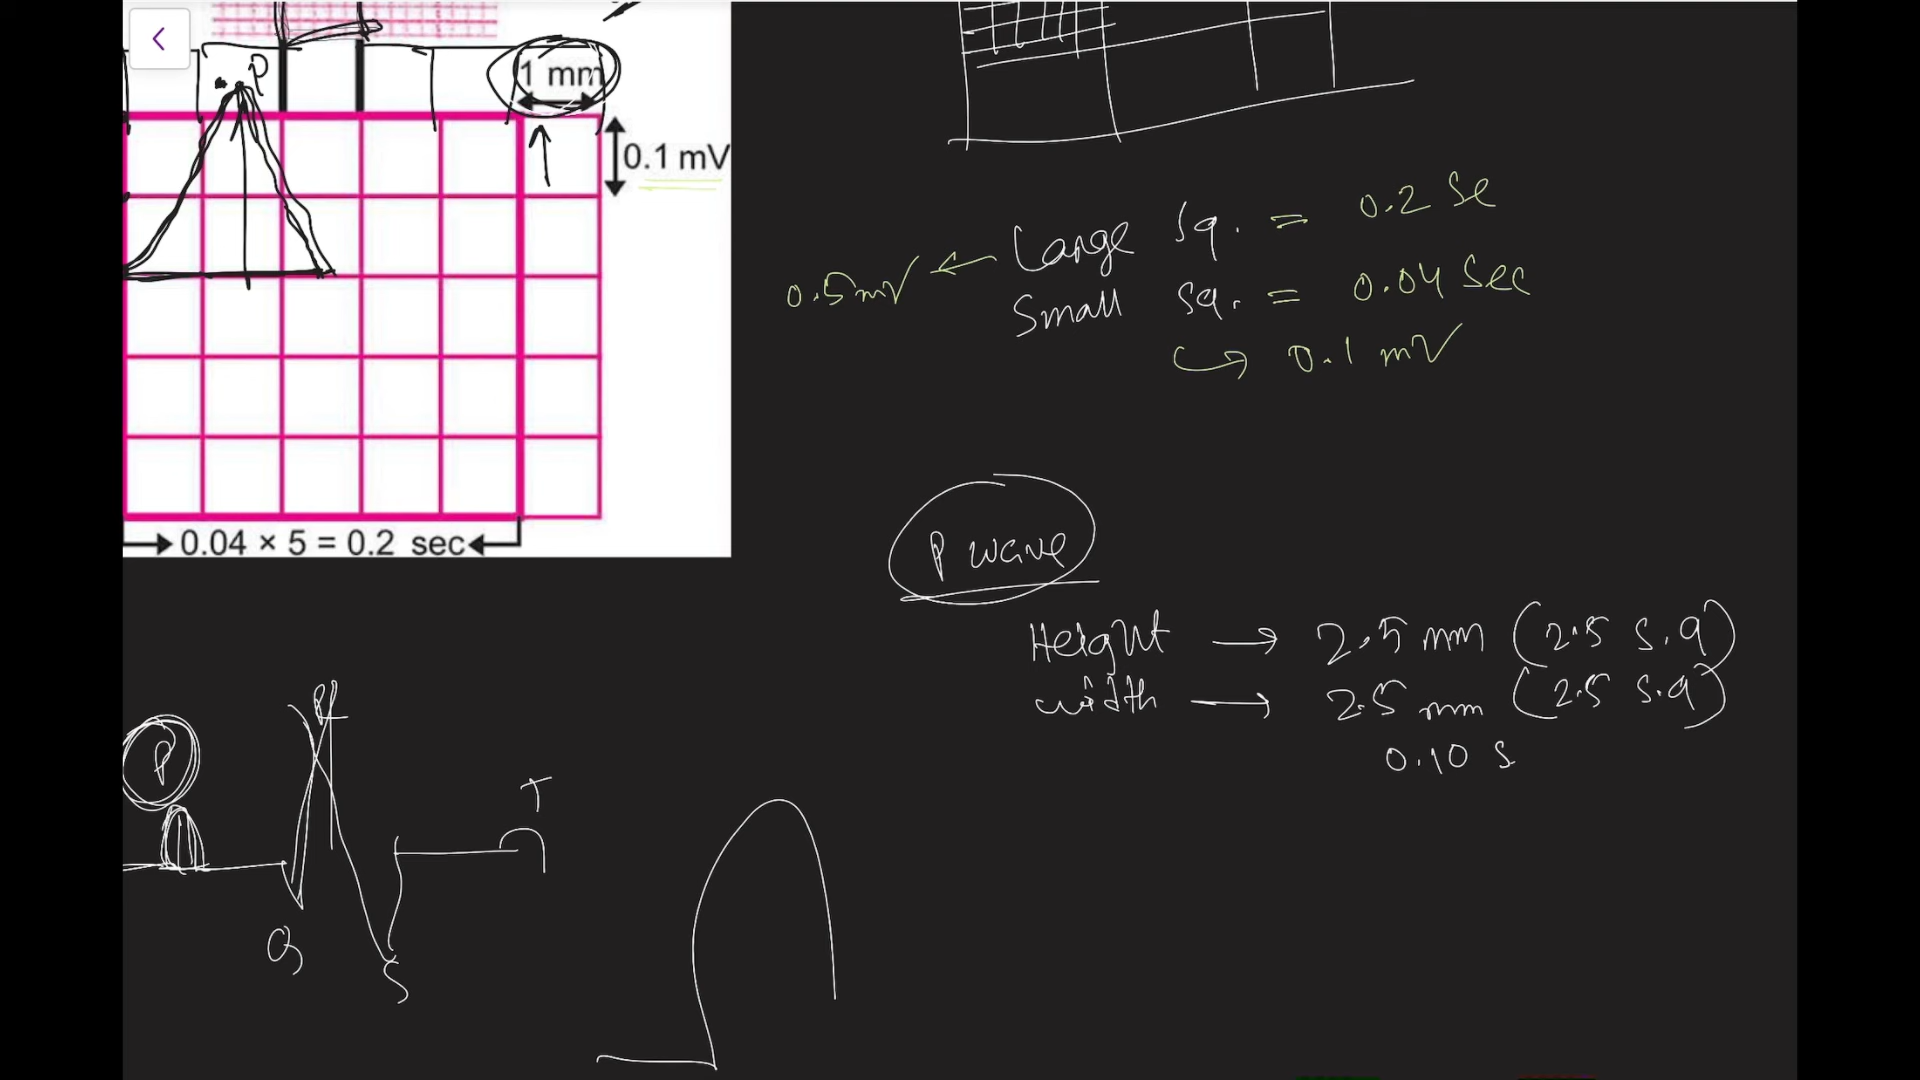 P
1 mm
0.1 mV
0.04 × 5 = 0.2 sec
Large Sq. = 0.2 Se
0.5mV
Small Sq. = 0.04 Sec
0.1 mV
P wave
Height → 2.5 mm (2.5 s.q)
width → 2.5 mm (2.5 s.q)
0.10 s
P
R
T
Q
S